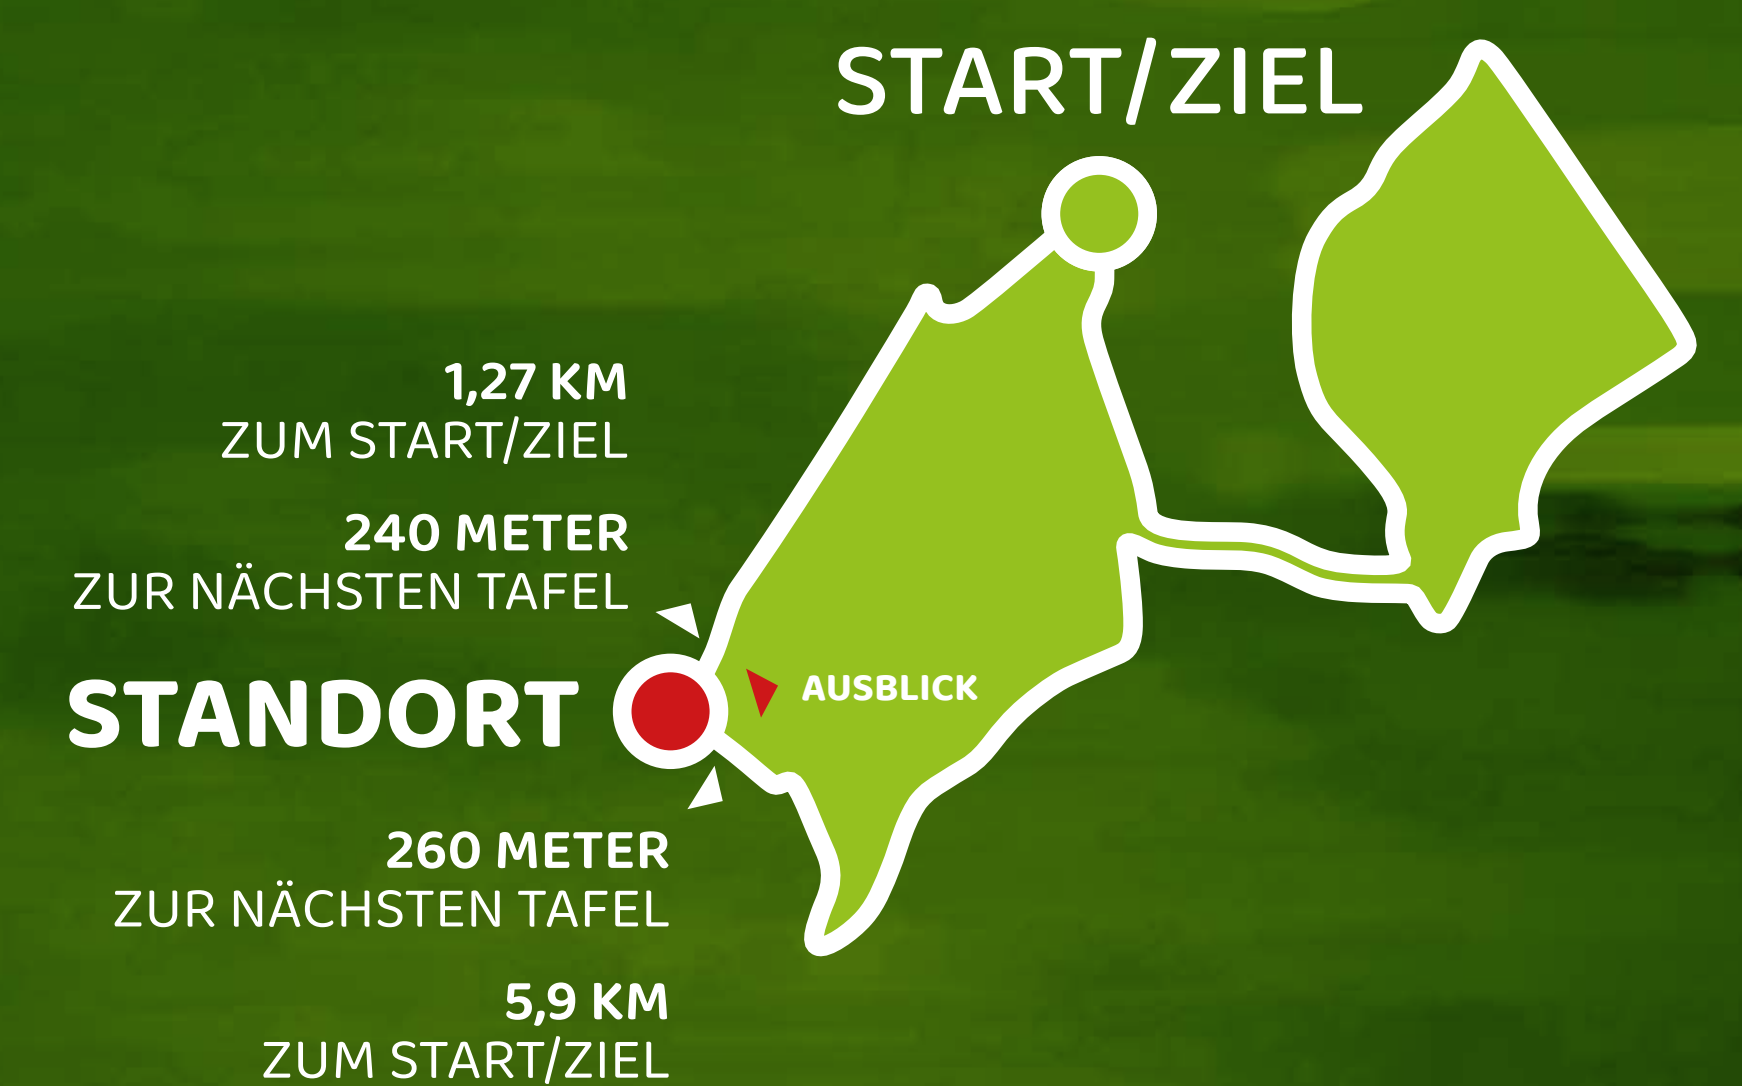 START/ZIEL
1,27 KM
ZUM START/ZIEL
240 METER
ZUR NÄCHSTEN TAFEL
STANDORT
AUSBLICK
260 METER
ZUR NÄCHSTEN TAFEL
5,9 KM
ZUM START/ZIEL